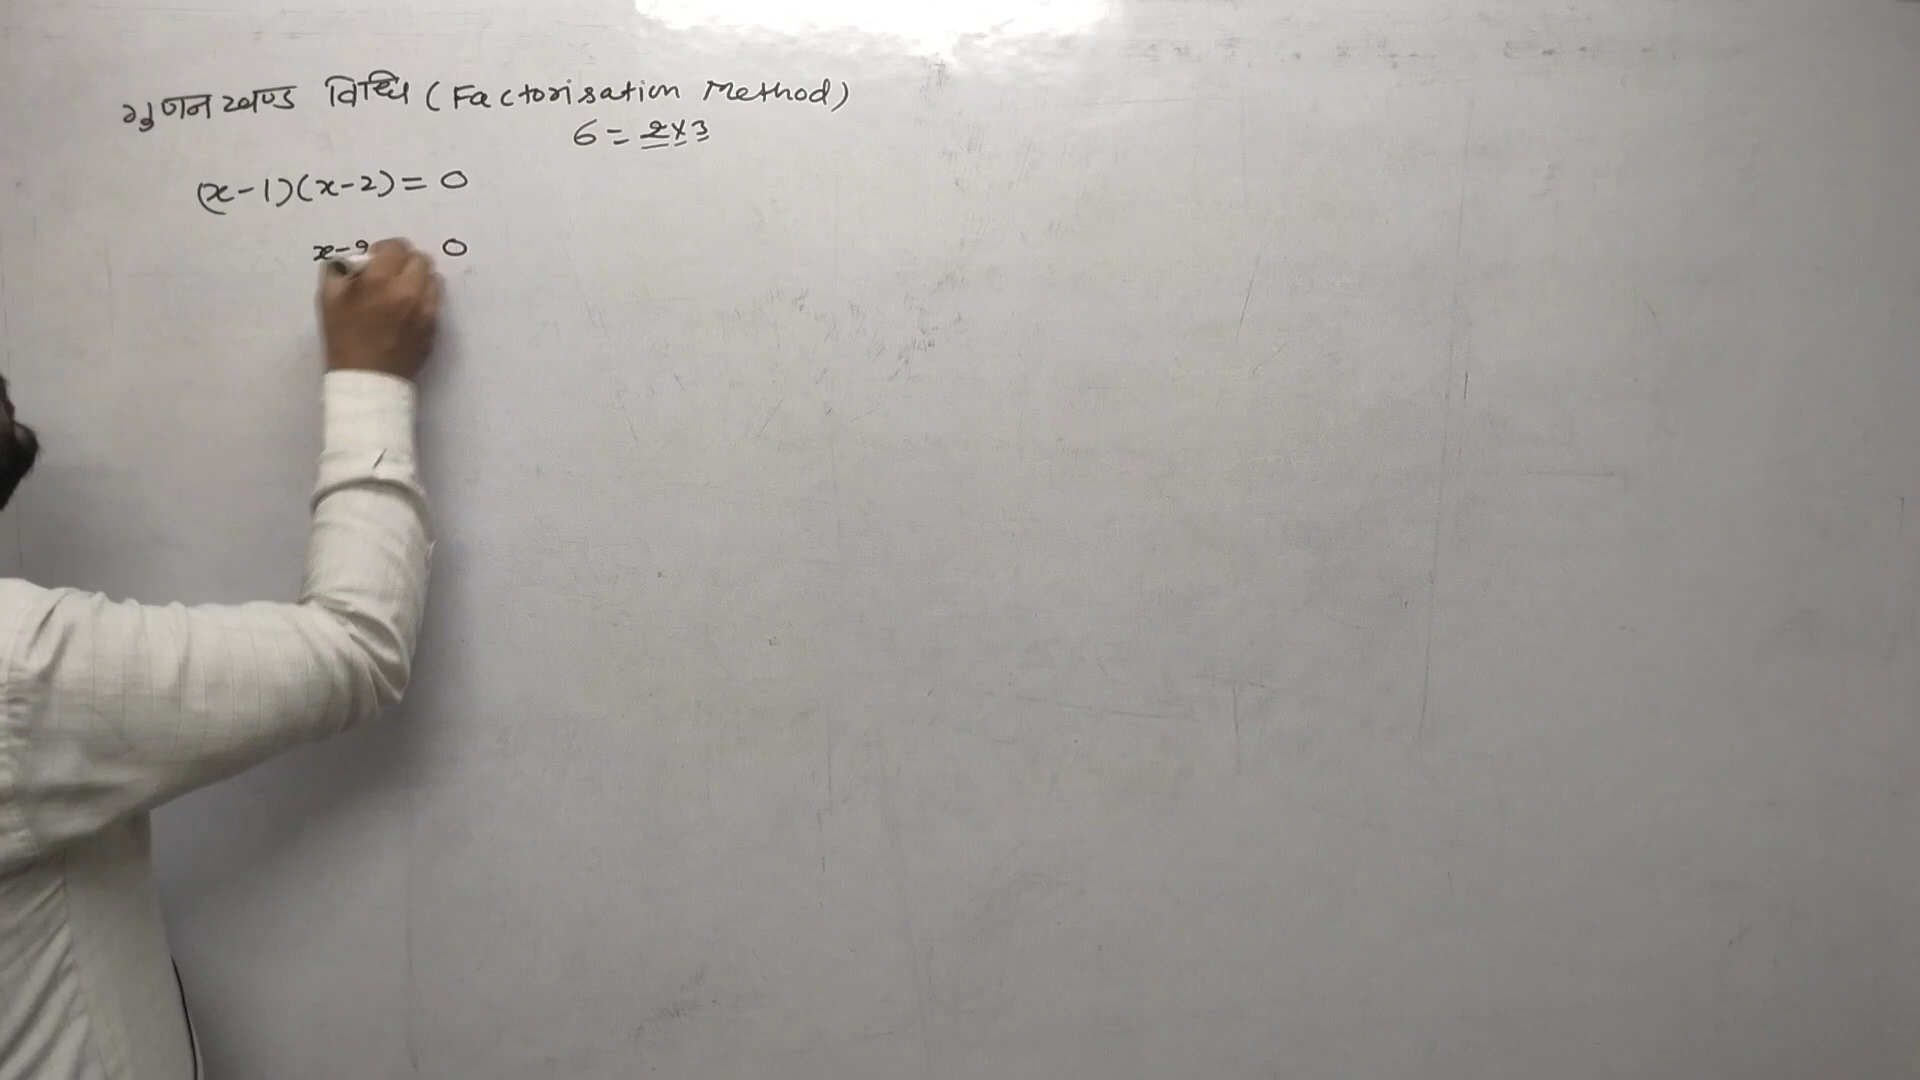 गुणनखण्ड विधि (Factorisation Method)
6 = 2×3
(x-1)(x-2) = 0
x- 0